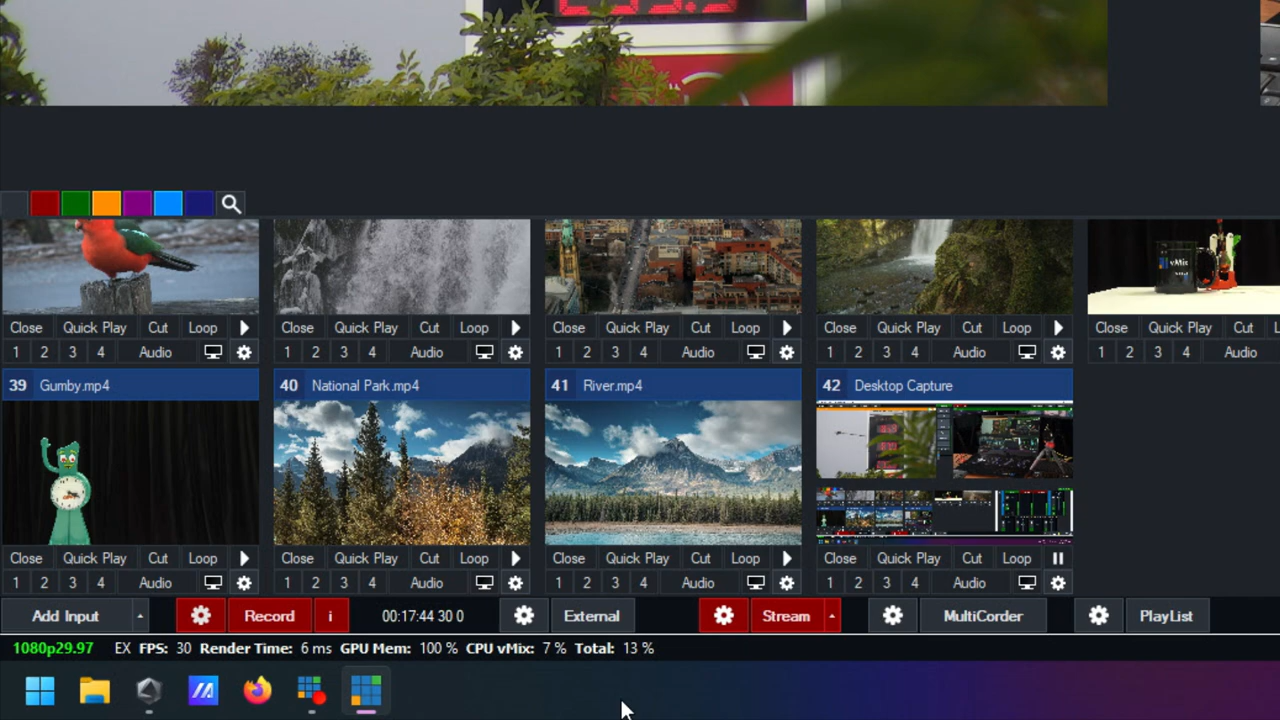 Close Quick Play Cut Loop Close Quick Play Cut Loop Close Quick Play Cut Loop Close Quick Play Cut Loop Close Quick Play Cut
1 2 3 4 Audio 1 2 3 4 Audio 1 2 3 4 Audio 1 2 3 4 Audio 1 2 3 4 Audio
39 Gumby.mp4 40 National Park.mp4 41 River.mp4 42 Desktop Capture
Close Quick Play Cut Loop Close Quick Play Cut Loop Close Quick Play Cut Loop Close Quick Play Cut Loop
1 2 3 4 Audio 1 2 3 4 Audio 1 2 3 4 Audio 1 2 3 4 Audio
Add Input Record i 00:17:44 30 0 External Stream MultiCorder PlayList
1080p29.97 EX FPS: 30 Render Time: 6 ms GPU Mem: 100 % CPU vMix: 7 % Total: 13 %